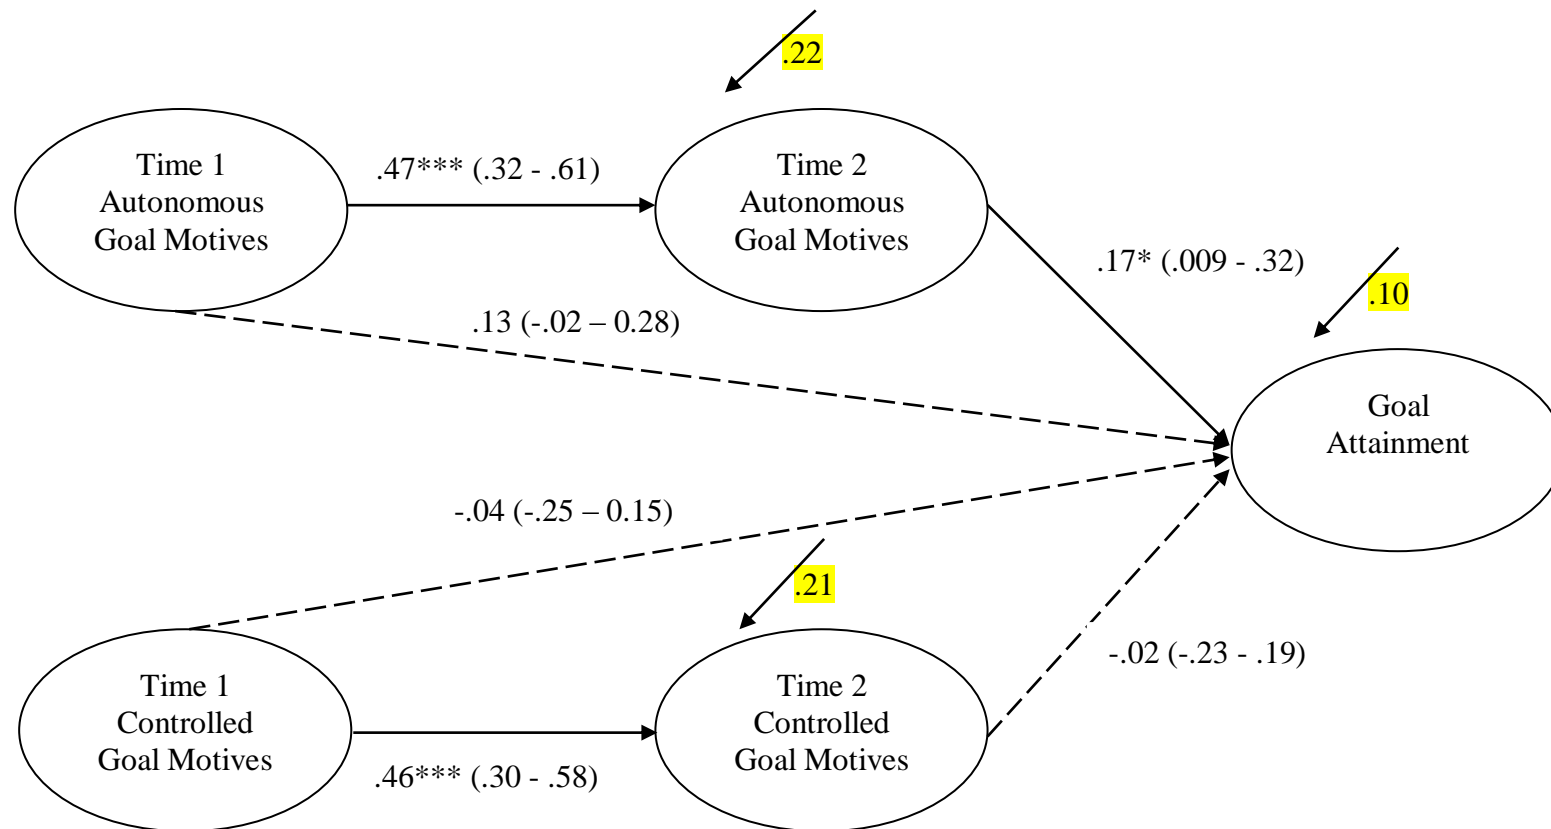 .22
Time 1
Autonomous
Goal Motives
.47*** (.32 - .61)
Time 2
Autonomous
Goal Motives
.17* (.009 - .32)
.10
.13 (-.02 – 0.28)
Goal
Attainment
-.04 (-.25 – 0.15)
.21
Time 1
Controlled
Goal Motives
.46*** (.30 - .58)
Time 2
Controlled
Goal Motives
-.02 (-.23 - .19)